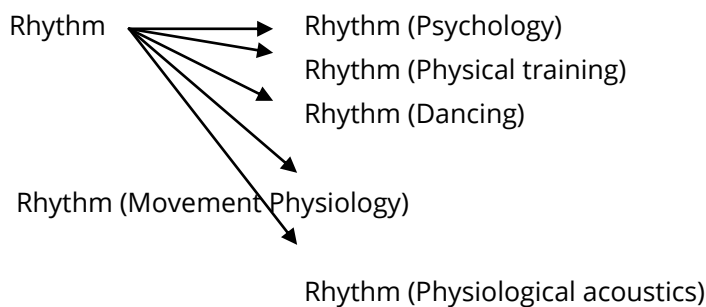 Rhythm Rhythm (Psychology)
Rhythm (Physical training)
Rhythm (Dancing)
Rhythm (Movement Physiology)
Rhythm (Physiological acoustics)